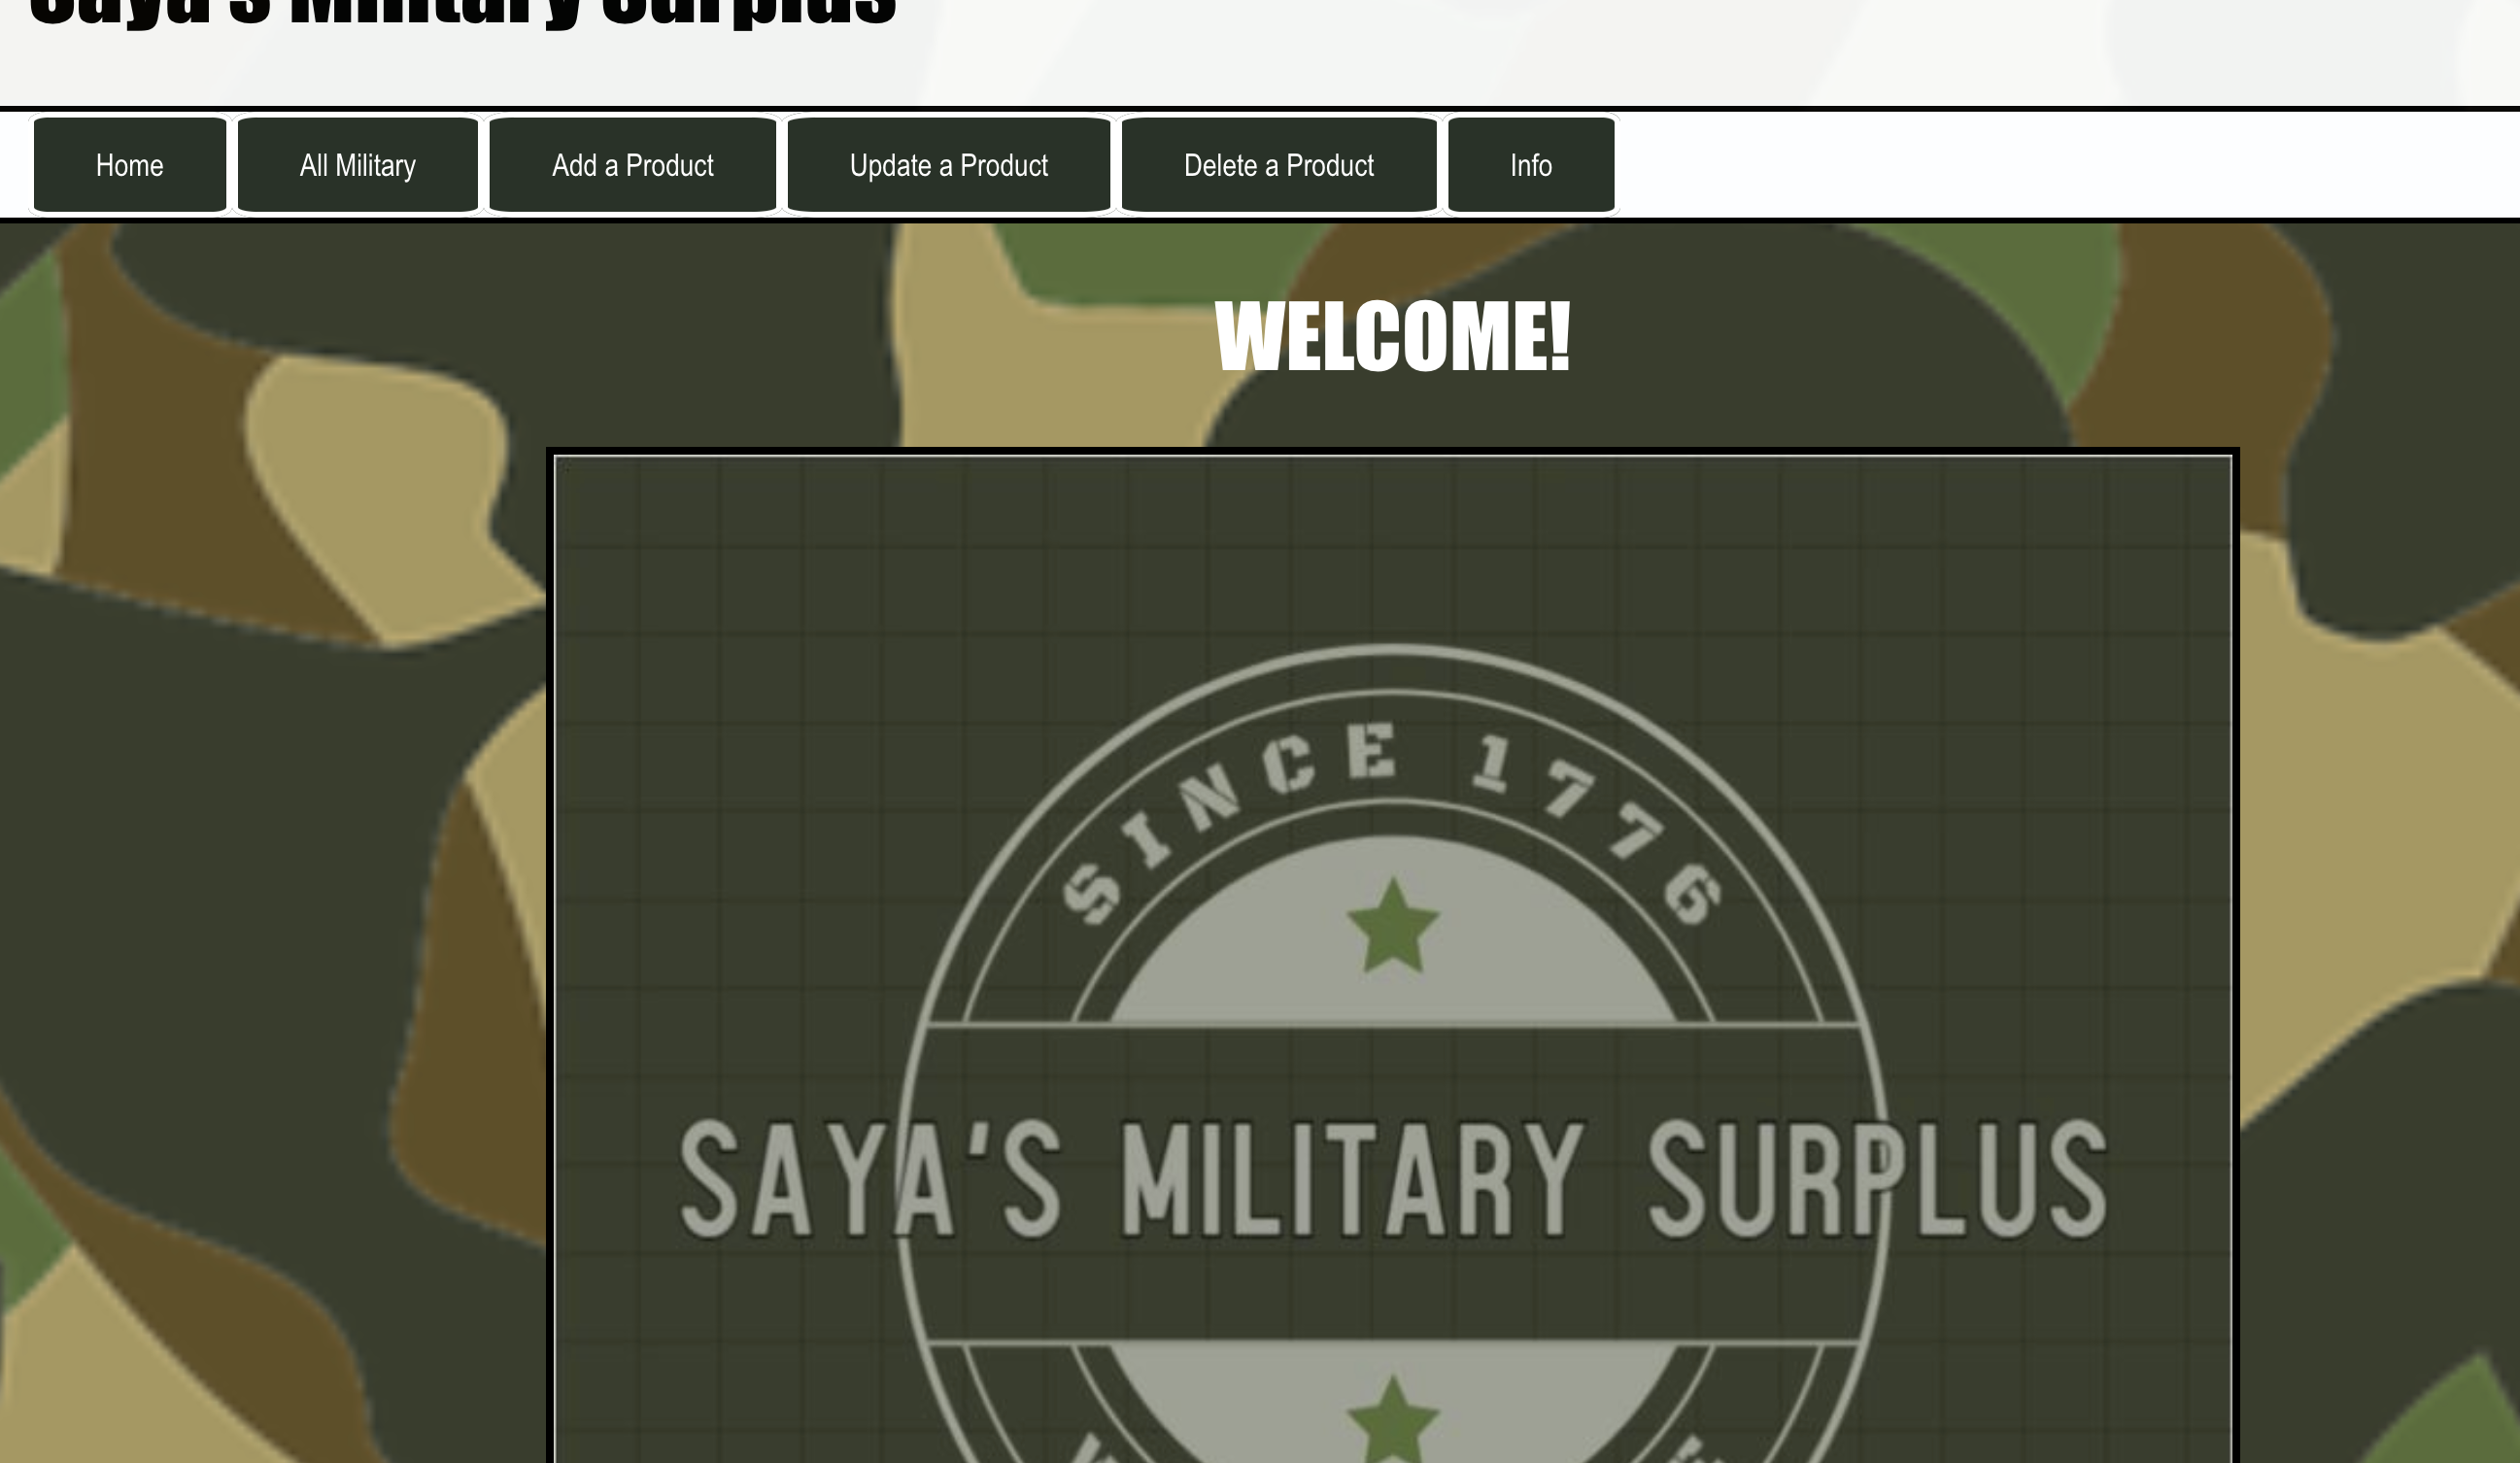 Saya's Military Surplus
Home
All Military
Add a Product
Update a Product
Delete a Product
Info
WELCOME!
SINCE 1776
SAYA'S MILITARY SURPLUS